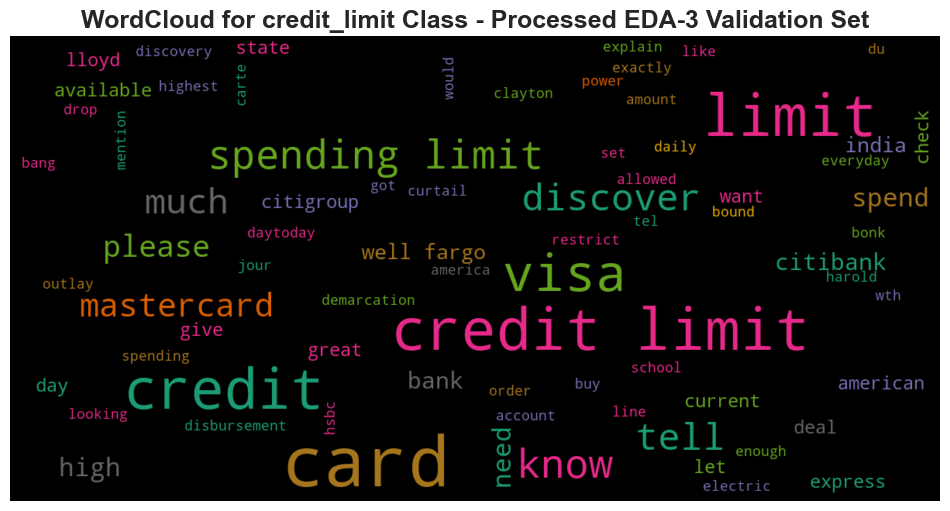 WordCloud for credit_limit Class - Processed EDA-3 Validation Set
lloyd
discovery
state
explain
like
du
available
highest
carte
would
exactly
power
clayton
amount
drop
mention
limit
check
bang
spending limit
set
daily
india
everyday
much
citigroup
got
curtail
discover
allowed
want
bound
spend
tel
please
daytoday
well fargo
restrict
bonk
jour
america
visa
citibank
harold
outlay
mastercard
demarcation
wth
give
credit limit
spending
great
school
day
credit
bank
order
buy
american
looking
disbursement
hsbc
account
line
current
card
need
know
tell
deal
enough
high
let
electric
express